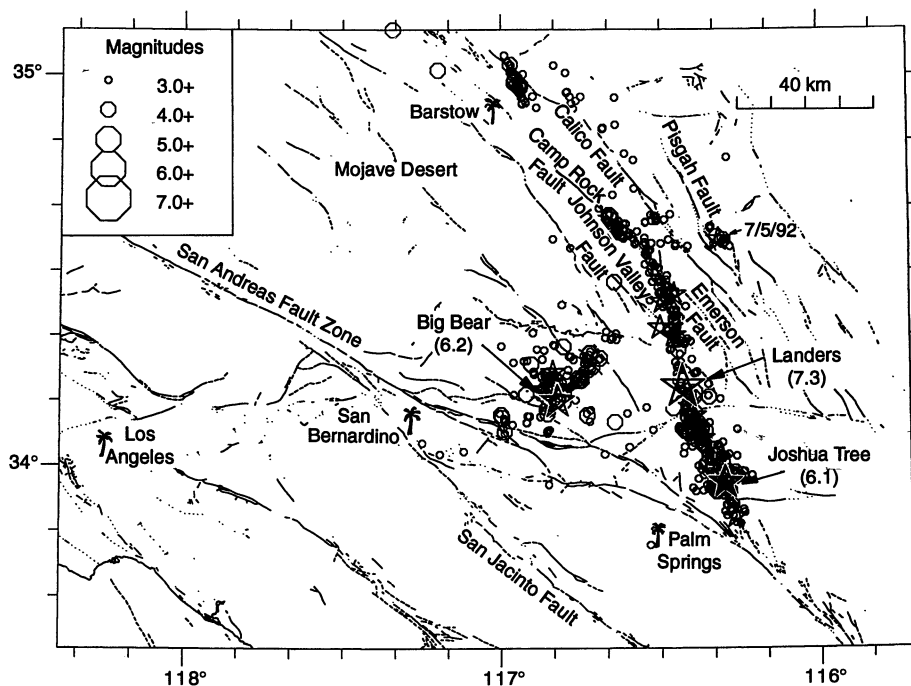 Magnitudes
3.0+
4.0+
5.0+
6.0+
7.0+
35°
34°
40 km
Barstow
Mojave Desert
Calico Fault
Camp Rock
Fault
Pisgah Fault
Johnson Valley
Fault
7/5/92
San Andreas Fault Zone
Emerson
Fault
Big Bear
(6.2)
Landers
(7.3)
San
Bernardino
Los
Angeles
Joshua Tree
(6.1)
Palm
Springs
San Jacinto Fault
118°
117°
116°